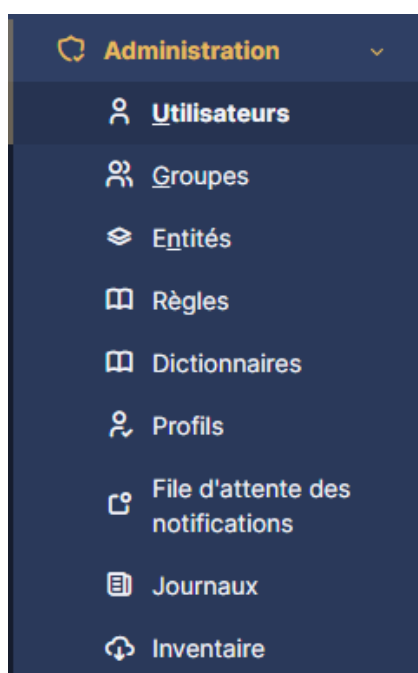 Administration
Utilisateurs
Groupes
Entités
Règles
Dictionnaires
Profils
File d'attente des
notifications
Journaux
Inventaire